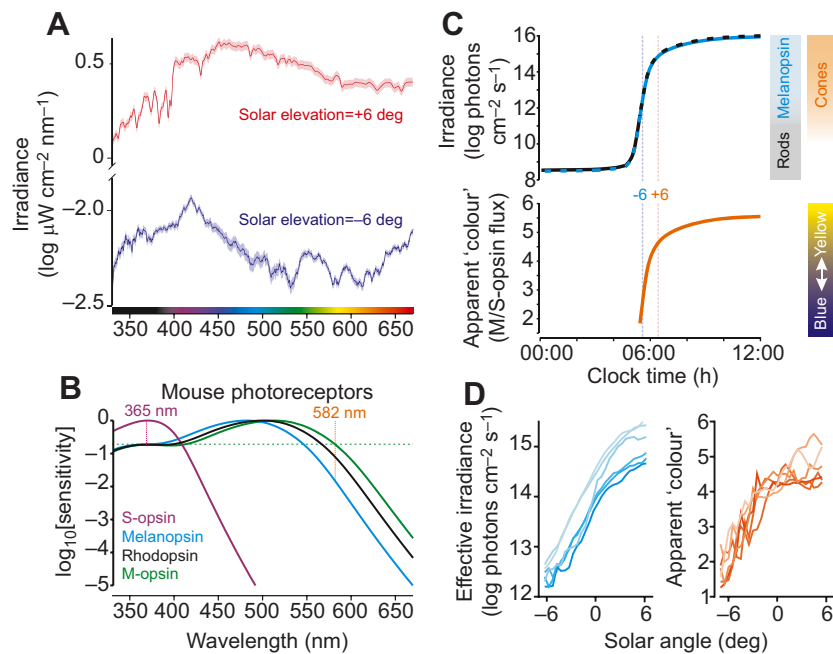 A
Irradiance
(log μW cm−2 nm−1)
0.5
0
−2.0
−2.5
Solar elevation=+6 deg
Solar elevation=−6 deg
400 450 500 550 600 650
B
Mouse photoreceptors
365 nm
582 nm
log10[sensitivity]
0
−1
−2
−3
−4
−5
S-opsin
Melanopsin
Rhodopsin
M-opsin
400 450 500 550 600 650
Wavelength (nm)
C
Irradiance
(log photons
cm−2 s−1)
16
14
12
10
8
Rods
Melanopsin
Cones
-6 +6
Apparent ‘colour’
(M/S-opsin flux)
6
5
4
3
2
Blue
Yellow
00:00 06:00 12:00
Clock time (h)
D
Effective irradiance
(log photons cm−2 s−1)
15
14
13
12
−6 0 6
Apparent ‘colour’
6
5
4
3
2
1
−6 0 6
Solar angle (deg)